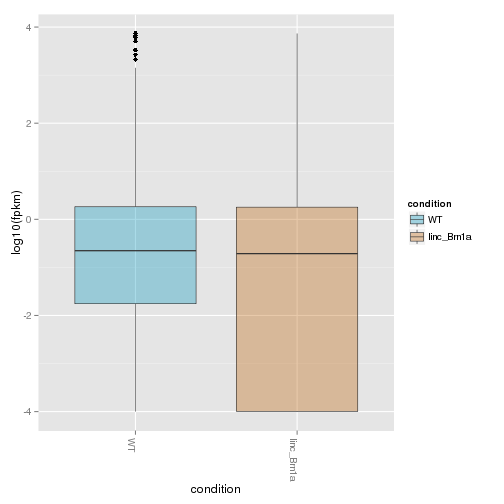 4
2
0
-2
-4
log10(fpkm)
WT
linc_Brn1a
condition
condition
WT
linc_Brn1a